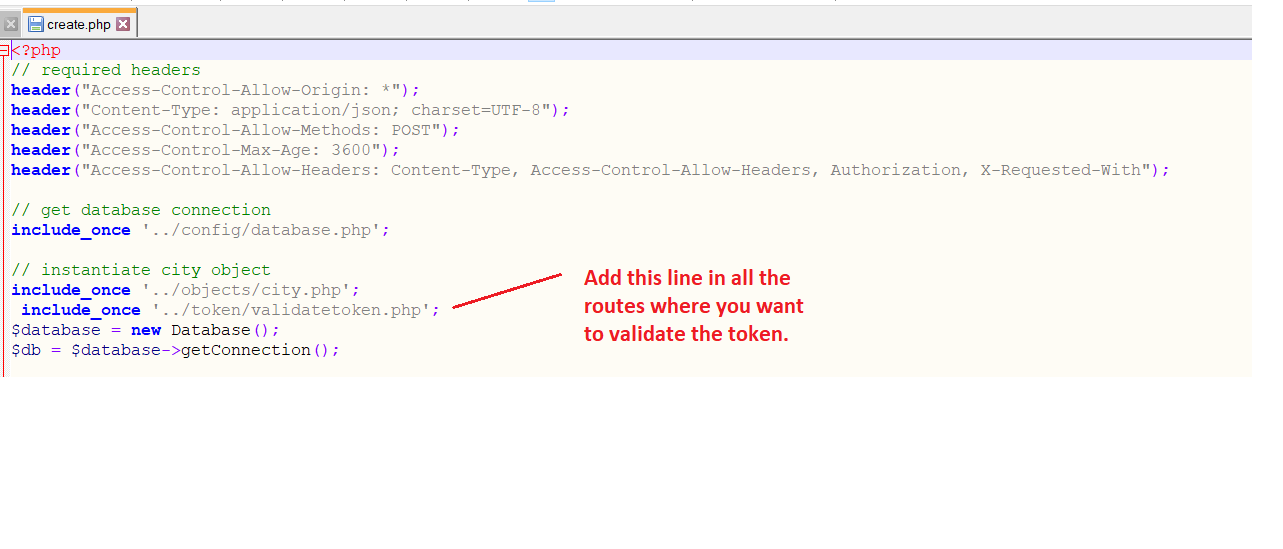 create.php
<?php
// required headers
header("Access-Control-Allow-Origin: *");
header("Content-Type: application/json; charset=UTF-8");
header("Access-Control-Allow-Methods: POST");
header("Access-Control-Max-Age: 3600");
header("Access-Control-Allow-Headers: Content-Type, Access-Control-Allow-Headers, Authorization, X-Requested-With");
// get database connection
include_once '../config/database.php';
// instantiate city object
include_once '../objects/city.php';
include_once '../token/validatetoken.php';
$database = new Database();
$db = $database->getConnection();
Add this line in all the
routes where you want
to validate the token.